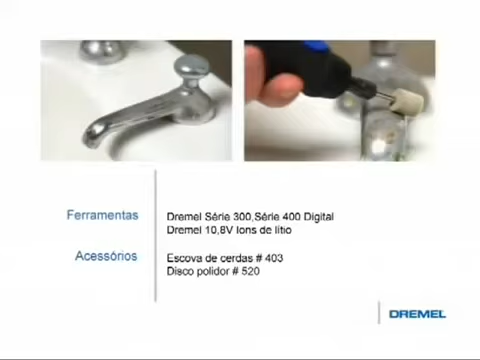 Ferramentas
Dremel Série 300,Série 400 Digital
Dremel 10,8V Ions de lítio
Acessórios
Escova de cerdas # 403
Disco polidor # 520
DREMEL